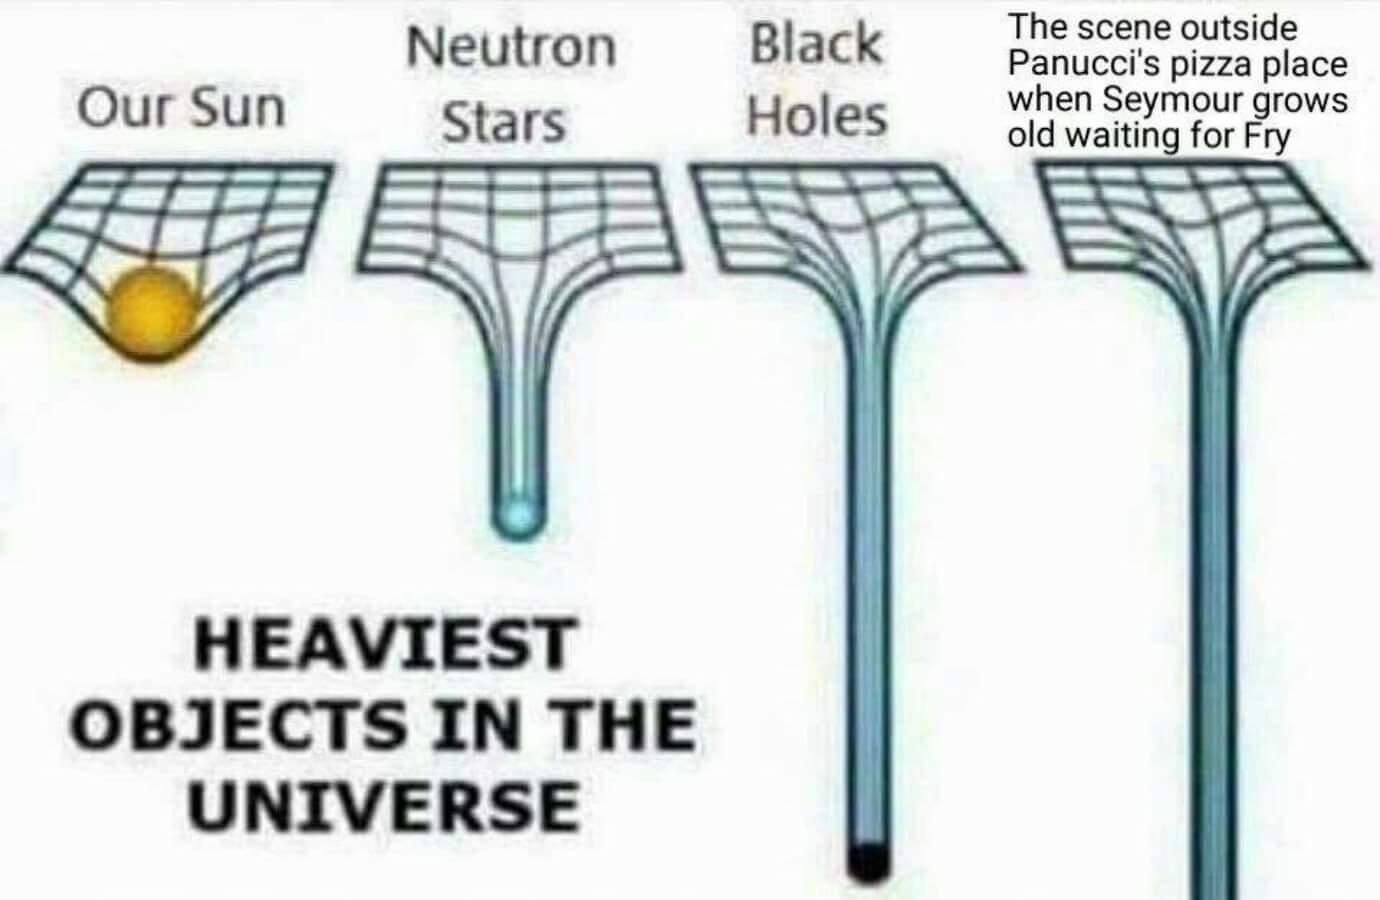 Our Sun
Neutron
Stars
Black
Holes
The scene outside
Panucci's pizza place
when Seymour grows
old waiting for Fry
HEAVIEST
OBJECTS IN THE
UNIVERSE